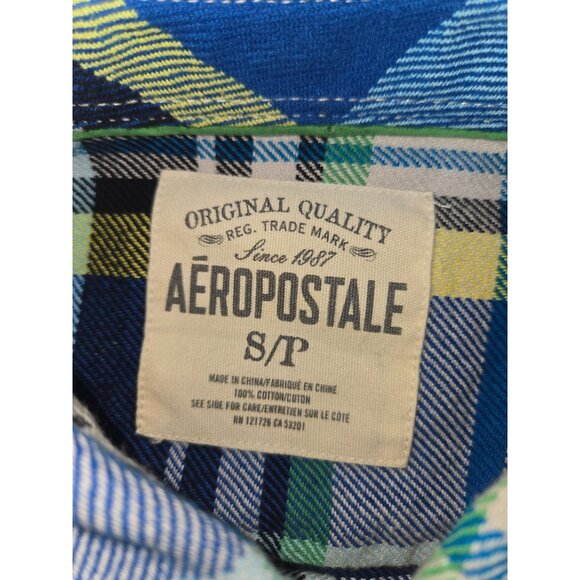 ORIGINAL QUALITY
REG. TRADE MARK
Since 1987
AÉROPOSTALE
S/P
MADE IN CHINA/FABRIQUÉ EN CHINE
100% COTTON/COTON
SEE SIDE FOR CARE/ENTRETIEN SUR LE CÔTÉ
RN 121726 CA 53201